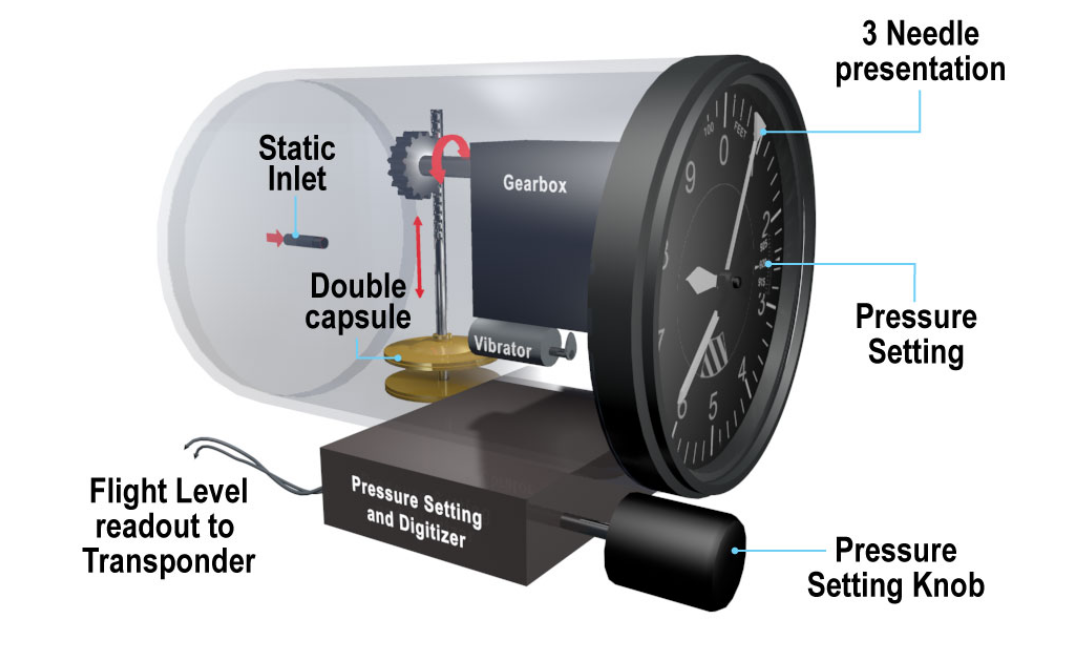 3 Needle
presentation
Static
Inlet
Gearbox
100
FEET
0
9
2
3
Double
capsule
Vibrator
Pressure
Setting
4
5
6
7
Flight Level
readout to
Transponder
Pressure Setting
and Digitizer
Pressure
Setting Knob